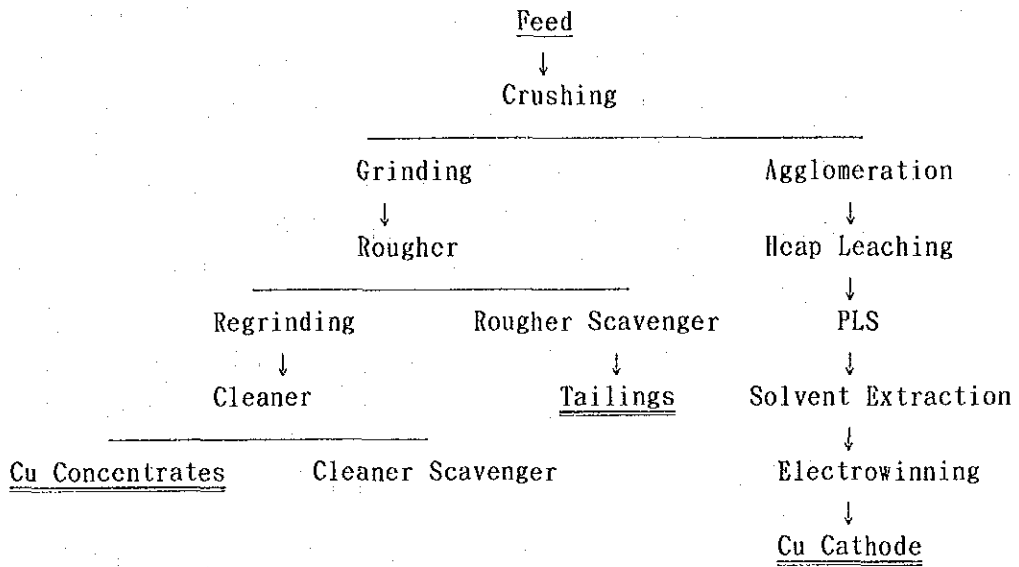 Feed
↓
Crushing
Grinding Agglomeration
↓ ↓
Rougher Heap Leaching
↓
Regrinding Rougher Scavenger PLS
↓ ↓ ↓
Cleaner Tailings Solvent Extraction
↓
Cu Concentrates Cleaner Scavenger Electrowinning
↓
Cu Cathode